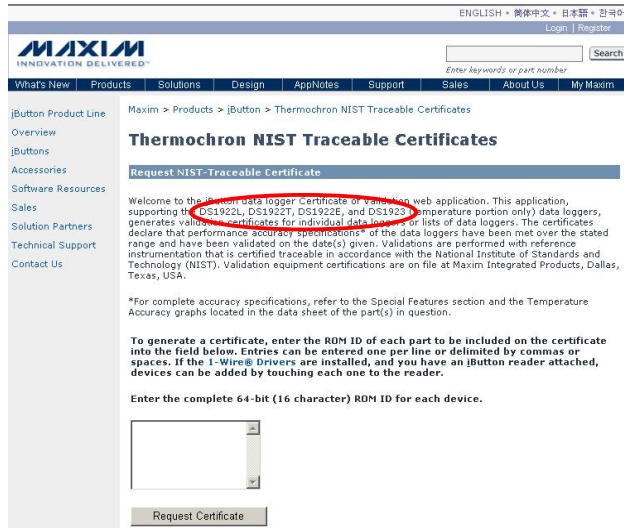 ENGLISH • 简体中文 • 日本語 • 한국어
Login | Register
MAXIM
INNOVATION DELIVERED
Search
Enter keywords or part number
What's New Products Solutions Design AppNotes Support Sales About Us My Maxim
iButton Product Line
Overview
iButtons
Accessories
Software Resources
Sales
Solution Partners
Technical Support
Contact Us
Maxim > Products > iButton > Thermochron NIST Traceable Certificates
Thermochron NIST Traceable Certificates
Request NIST-Traceable Certificate
Welcome to the iButton data logger Certificate of Validation web application. This application,
supporting the DS1922L, DS1922T, DS1922E, and DS1923 (temperature portion only) data loggers,
generates validation certificates for individual data loggers or lists of data loggers. The certificates
declare that performance accuracy specifications* of the data loggers have been met over the stated
range and have been validated on the date(s) given. Validations are performed with reference
instrumentation that is certified traceable in accordance with the National Institute of Standards and
Technology (NIST). Validation equipment certifications are on file at Maxim Integrated Products, Dallas,
Texas, USA.
*For complete accuracy specifications, refer to the Special Features section and the Temperature
Accuracy graphs located in the data sheet of the part(s) in question.
To generate a certificate, enter the ROM ID of each part to be included on the certificate
into the field below. Entries can be entered one per line or delimited by commas or
spaces. If the 1-Wire® Drivers are installed, and you have an iButton reader attached,
devices can be added by touching each one to the reader.
Enter the complete 64-bit (16 character) ROM ID for each device.
Request Certificate